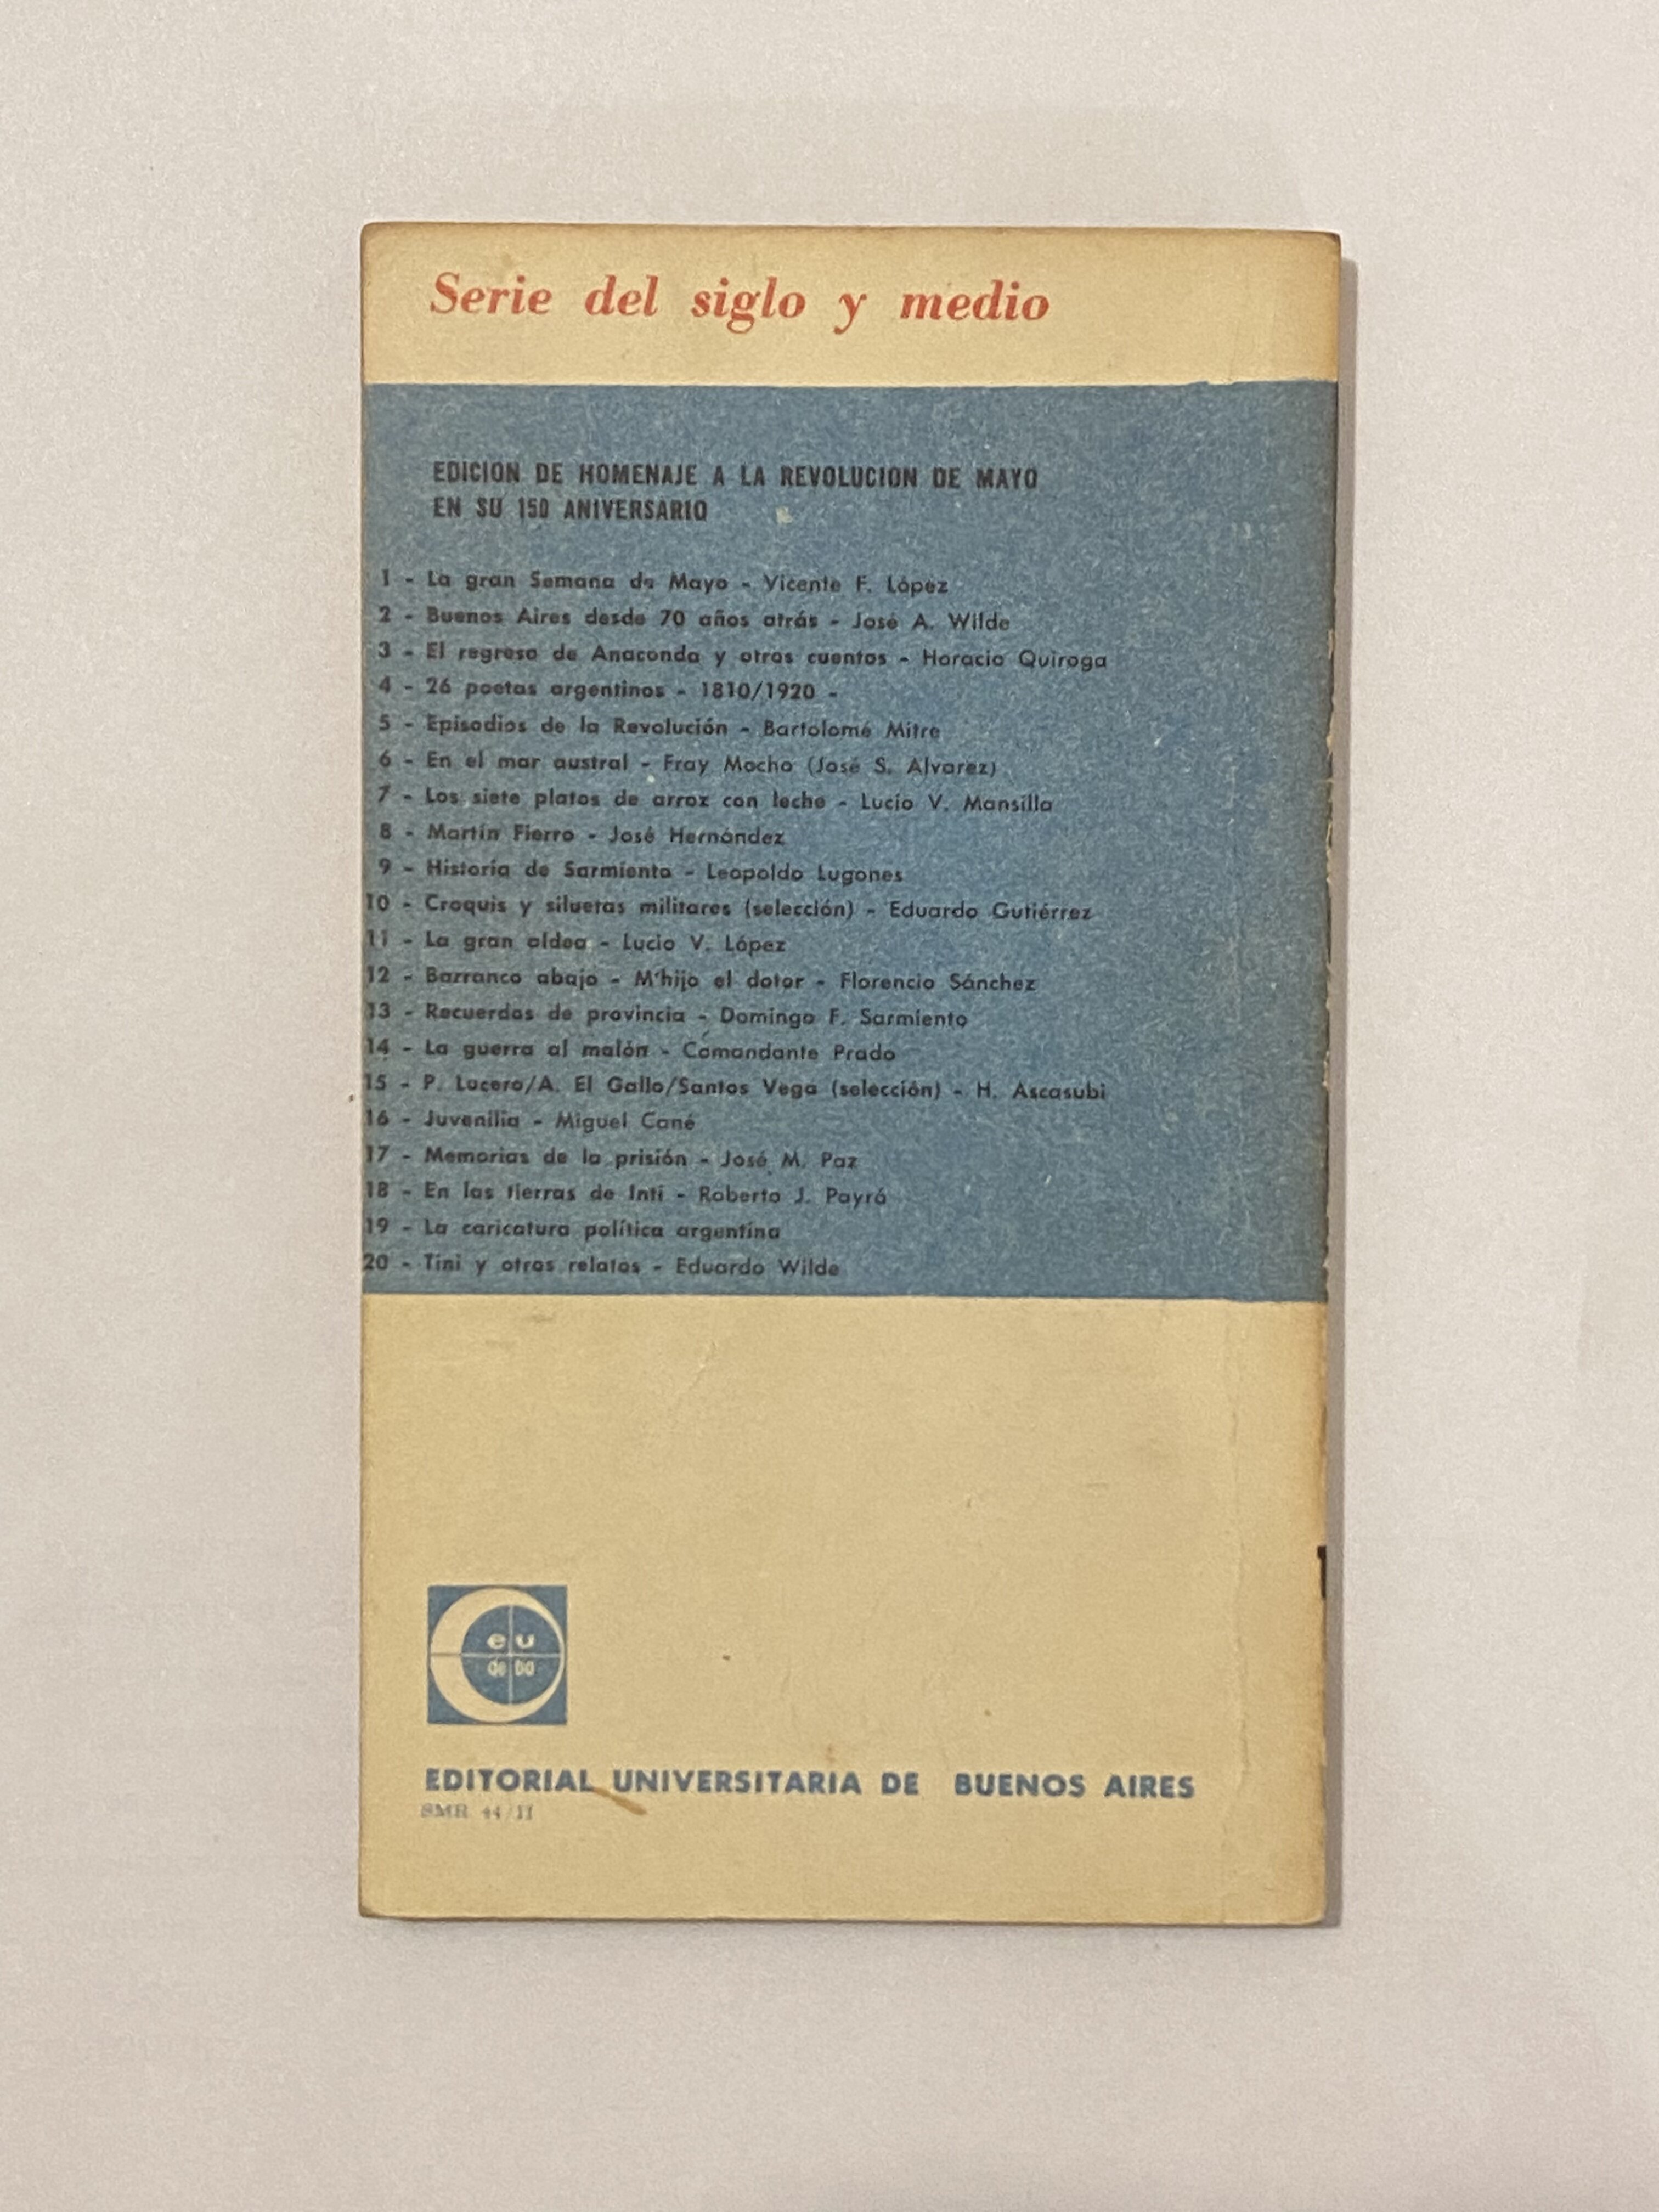 Serie del siglo y medio
EDICION DE HOMENAJE A LA REVOLUCION DE MAYO
EN SU 150 ANIVERSARIO
1 - La gran Semana de Mayo - Vicente F. López
2 - Buenos Aires desde 70 años atrás - José A. Wilde
3 - El regreso de Anaconda y otros cuentos - Horacio Quiroga
4 - 26 poetas argentinos - 1810/1920 -
5 - Episodios de la Revolución - Bartolomé Mitre
6 - En el mar austral - Fray Mocho (José S. Alvarez)
7 - Los siete platos de arroz con leche - Lucio V. Mansilla
8 - Martín Fierro - José Hernández
9 - Historia de Sarmiento - Leopoldo Lugones
10 - Croquis y siluetas militares (selección) - Eduardo Gutiérrez
11 - La gran aldea - Lucio V. López
12 - Barranca abajo - M'hijo el dotor - Florencio Sánchez
13 - Recuerdos de provincia - Domingo F. Sarmiento
14 - La guerra al malón - Comandante Prado
15 - P. Lucero/A. El Gallo/Santos Vega (selección) - H. Ascasubi
16 - Juvenilia - Miguel Cané
17 - Memorias de la prisión - José M. Paz
18 - En las tierras de Inti - Roberto J. Payró
19 - La caricatura política argentina
20 - Tini y otros relatos - Eduardo Wilde
eu
de ba
EDITORIAL UNIVERSITARIA DE BUENOS AIRES
SMR 44/II